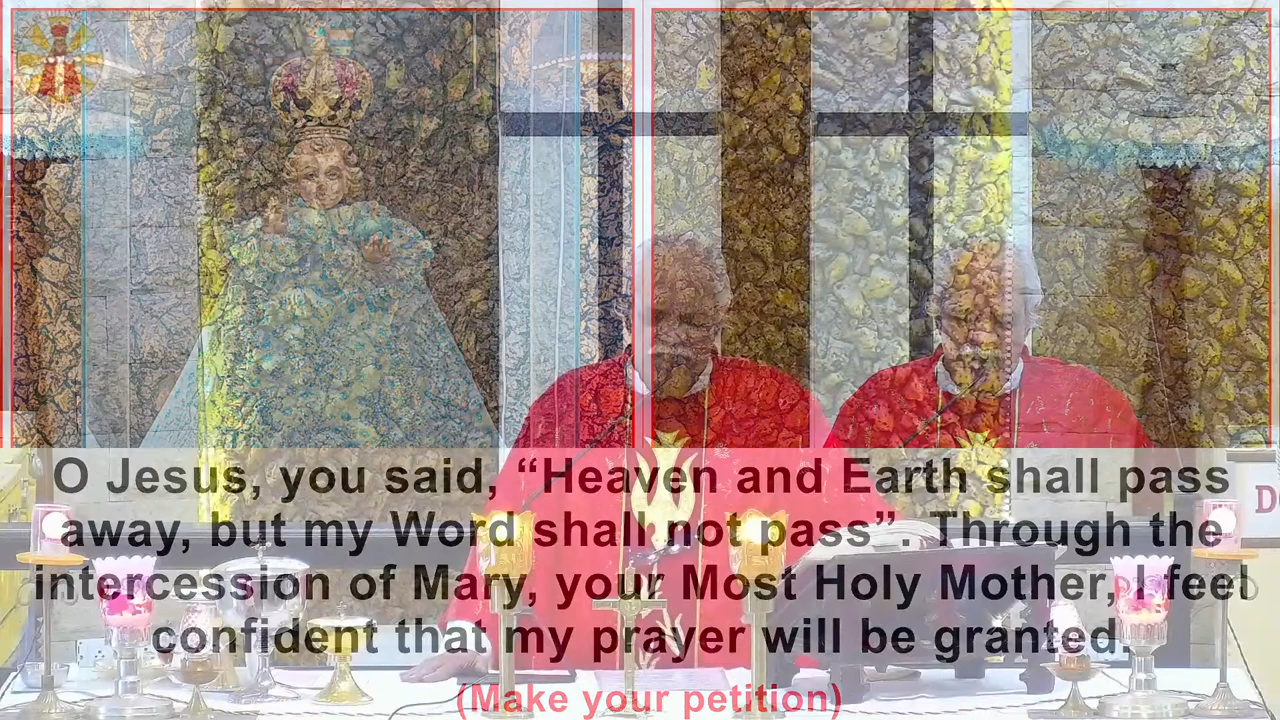 O Jesus, you said, “Heaven and Earth shall pass
away, but my Word shall not pass”. Through the
intercession of Mary, your Most Holy Mother, I feel
confident that my prayer will be granted.
(Make your petition)
D